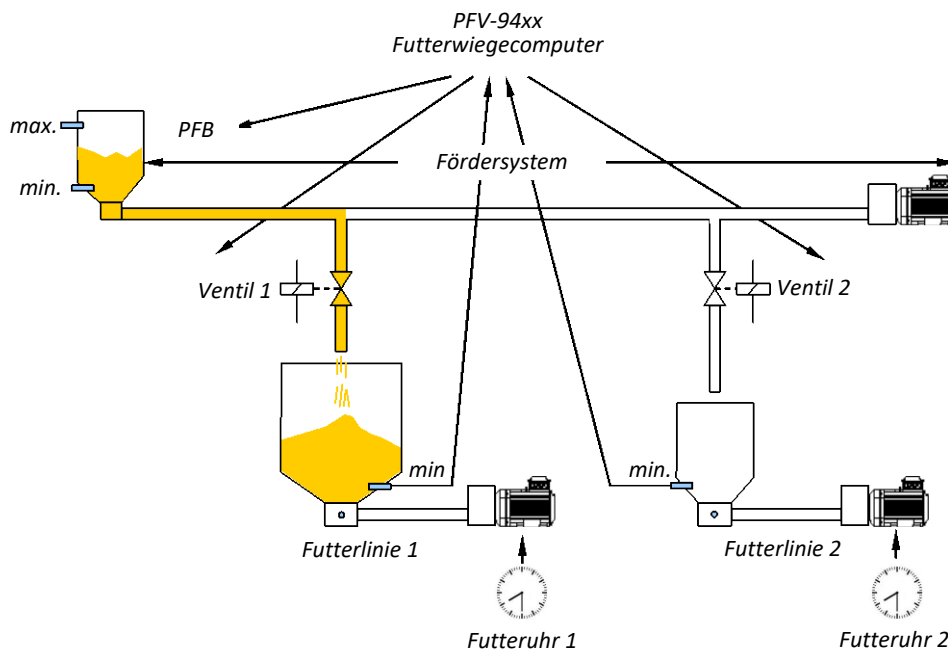 PFV-94xx
Futterwiegecomputer
max.
PFB
Fördersystem
min.
Ventil 1
Ventil 2
min
min.
Futterlinie 1
Futterlinie 2
Futteruhr 1
Futteruhr 2